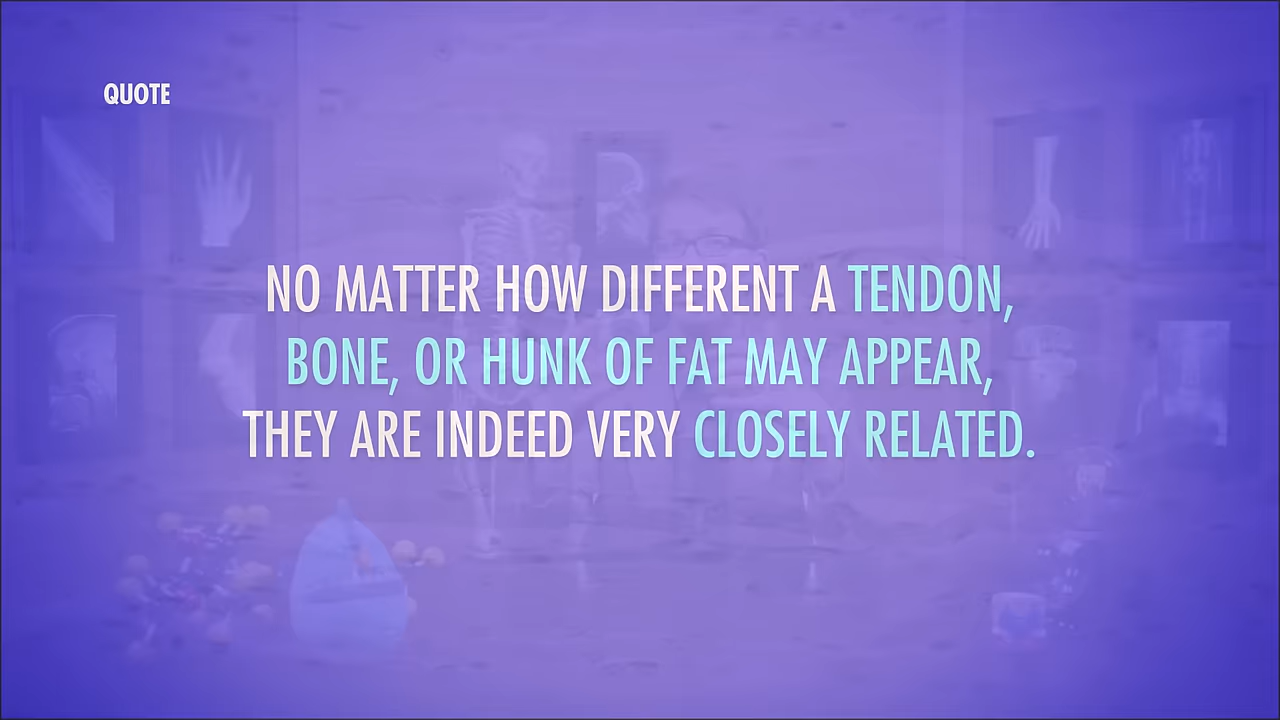 QUOTE
NO MATTER HOW DIFFERENT A TENDON,
BONE, OR HUNK OF FAT MAY APPEAR,
THEY ARE INDEED VERY CLOSELY RELATED.